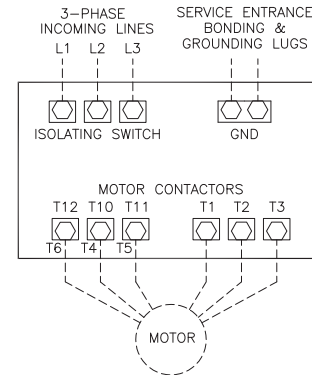 3-PHASE
INCOMING LINES
L1 L2 L3
SERVICE ENTRANCE
BONDING &
GROUNDING LUGS
ISOLATING SWITCH
GND
MOTOR CONTACTORS
T12 T10 T11 T1 T2 T3
T6 T4 T5
MOTOR